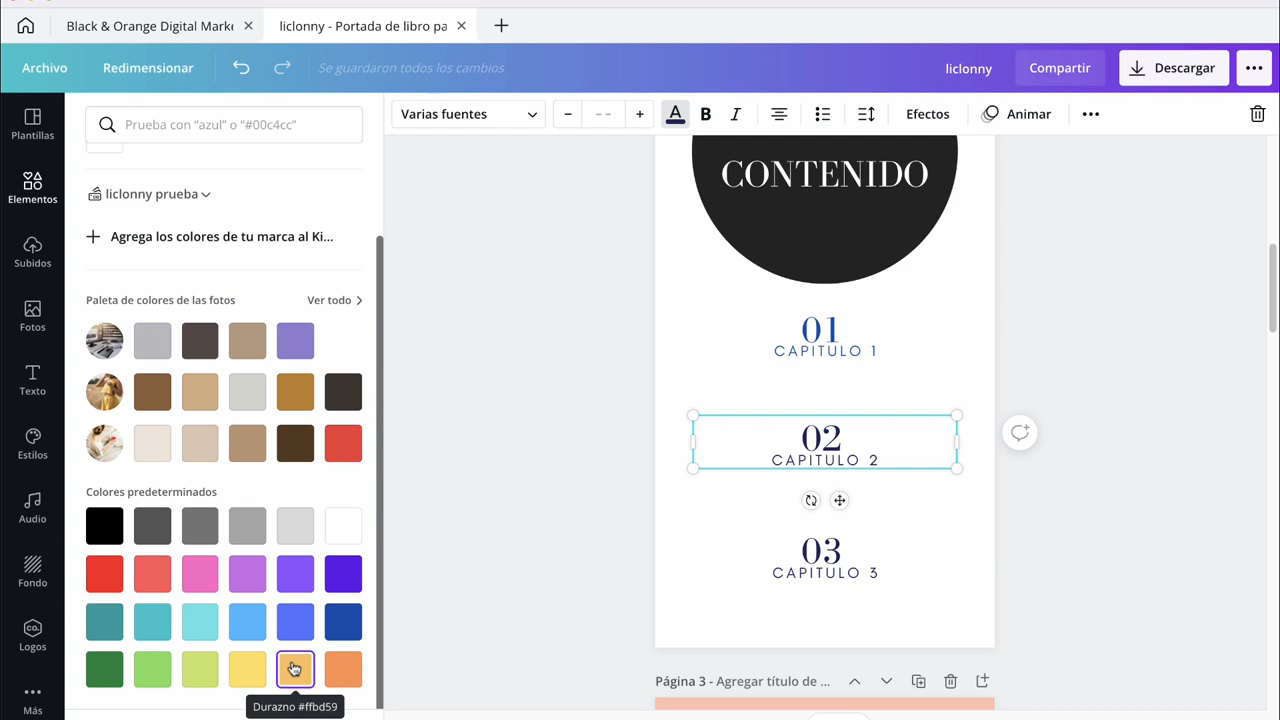 Black & Orange Digital Marke
liclonny - Portada de libro pa
Archivo
Redimensionar
Se guardaron todos los cambios
liclonny
Compartir
Descargar
Plantillas
Elementos
Subidos
Fotos
Texto
Estilos
Audio
Fondo
Logos
Más
Prueba con “azul” o “#00c4cc”
liclonny prueba
Agrega los colores de tu marca al Ki...
Paleta de colores de las fotos
Ver todo
Colores predeterminados
Durazno #ffbd59
Varias fuentes
− -- +
A B I
Efectos
Animar
CONTENIDO
01
CAPITULO 1
02
CAPITULO 2
03
CAPITULO 3
Página 3 - Agregar título de ...